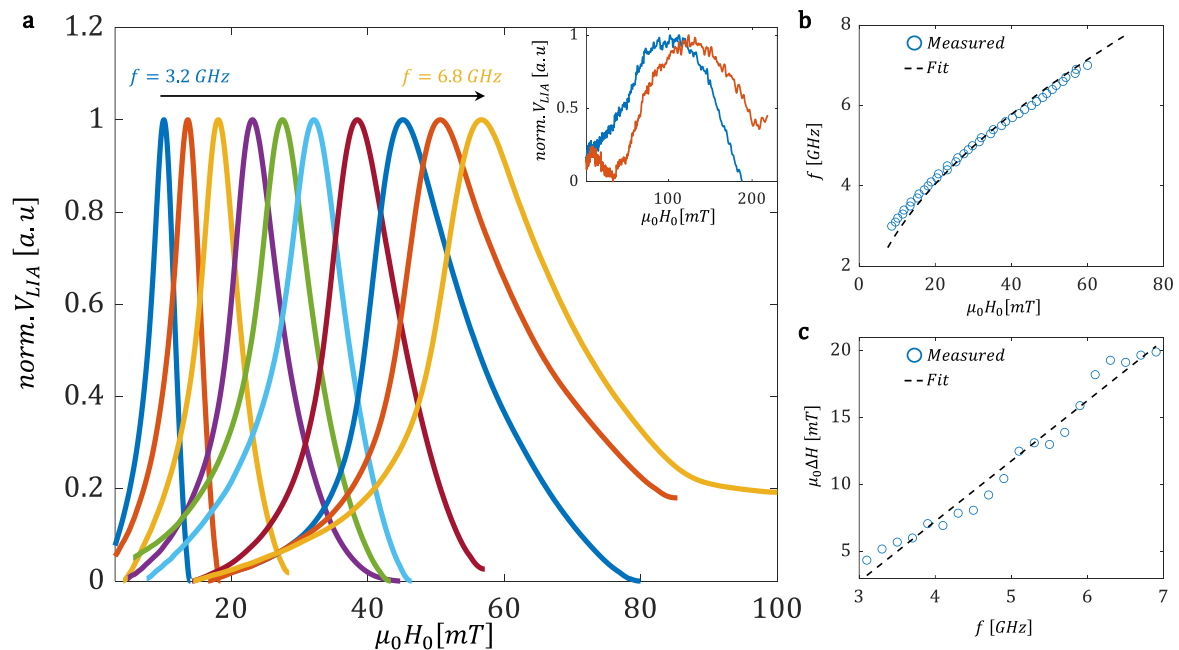 a
norm. V_LIA [a.u]
1.2
1
0.8
0.6
0.4
0.2
0
f = 3.2 GHz
f = 6.8 GHz
20
40
60
80
100
μ₀H₀[mT]
norm. V_LIA [a.u]
1
0.5
0
100
200
μ₀H₀[mT]
b
f [GHz]
8
6
4
2
Measured
Fit
0
20
40
60
80
μ₀H₀[mT]
c
μ₀ΔH [mT]
20
15
10
5
Measured
Fit
3
4
5
6
7
f [GHz]